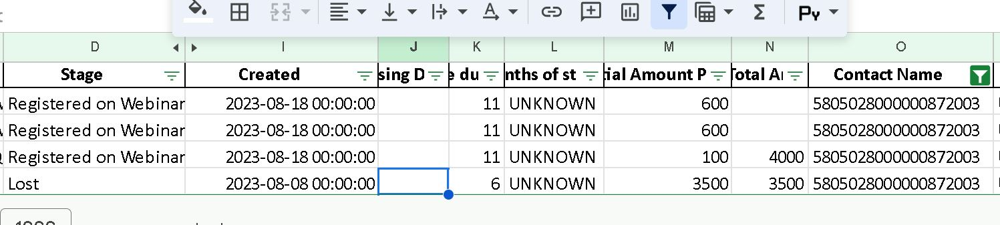 Py
D I J K L M N O
Stage Created sing D e du nths of st tial Amount P Total A Contact Name
Registered on Webinar 2023-08-18 00:00:00 11 UNKNOWN 600 5805028000000872003
Registered on Webinar 2023-08-18 00:00:00 11 UNKNOWN 600 5805028000000872003
Registered on Webinar 2023-08-18 00:00:00 11 UNKNOWN 100 4000 5805028000000872003
Lost 2023-08-08 00:00:00 6 UNKNOWN 3500 3500 5805028000000872003